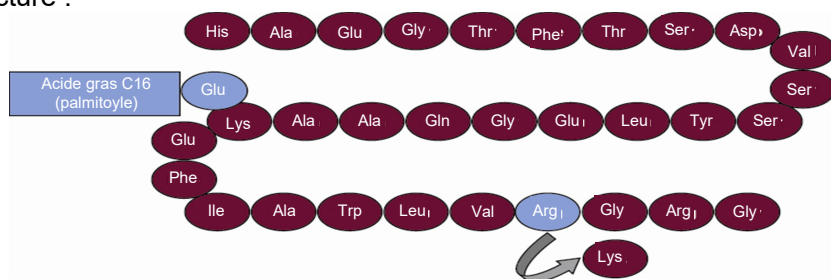 cture :
His Ala Glu Gly Thr Phe Thr Ser Asp
Val
Acide gras C16
(palmitoyle)
Glu
Ser
Lys Ala Ala Gln Gly Glu Leu Tyr Ser
Glu
Phe
Ile Ala Trp Leu Val Arg Gly Arg Gly
Lys